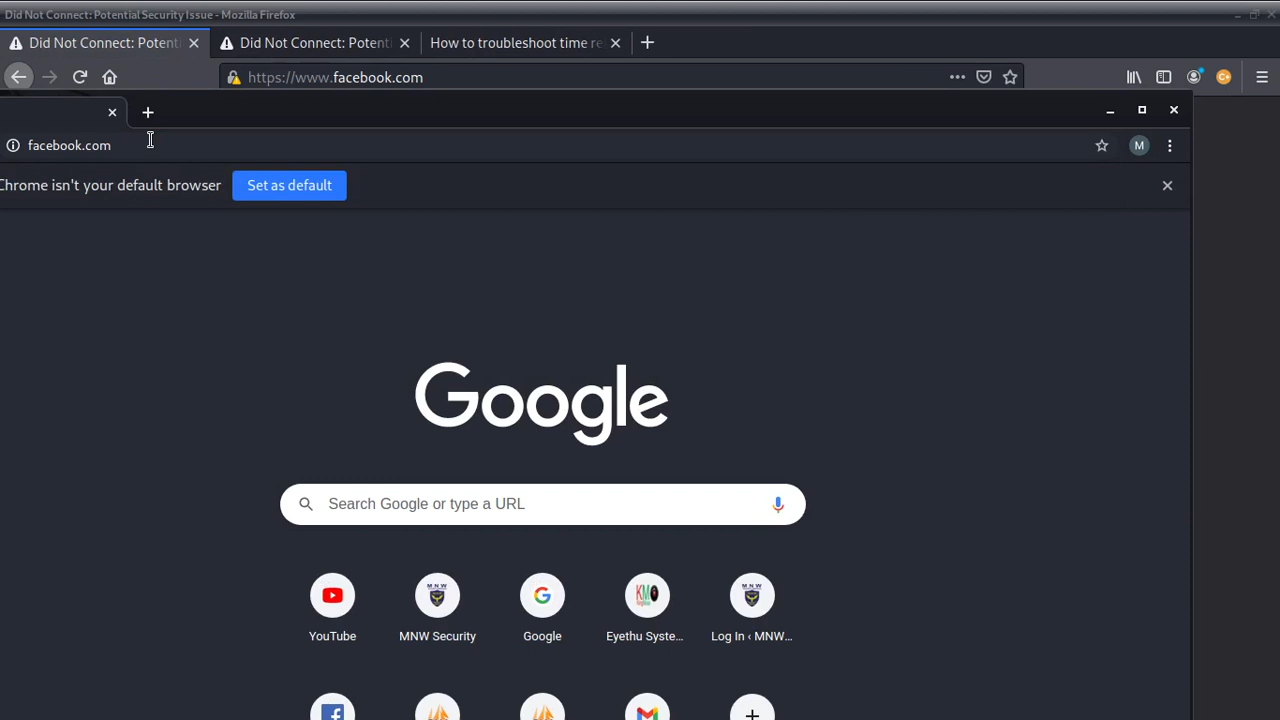 Did Not Connect: Potential Security Issue - Mozilla Firefox
Did Not Connect: Potenti
Did Not Connect: Potenti
How to troubleshoot time re
https://www.facebook.com
facebook.com
M
Chrome isn't your default browser
Set as default
Google
Search Google or type a URL
YouTube
MNW Security
Google
Eyethu Syste...
Log In ‹ MNW...